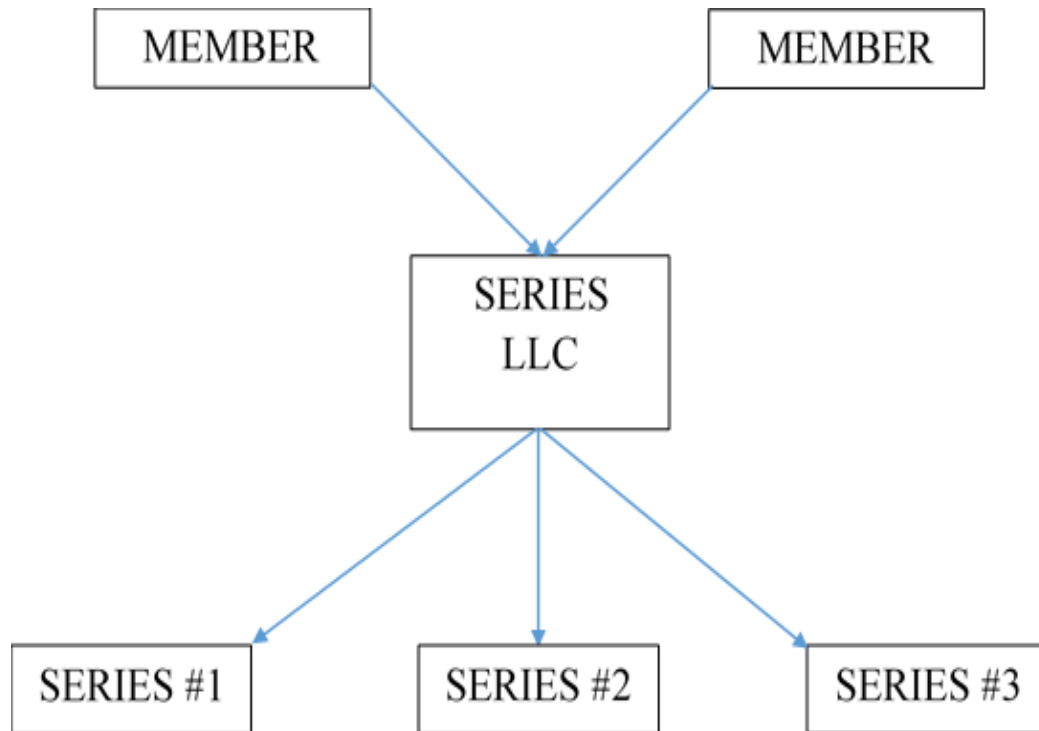 MEMBER
MEMBER
SERIES
LLC
SERIES #1
SERIES #2
SERIES #3